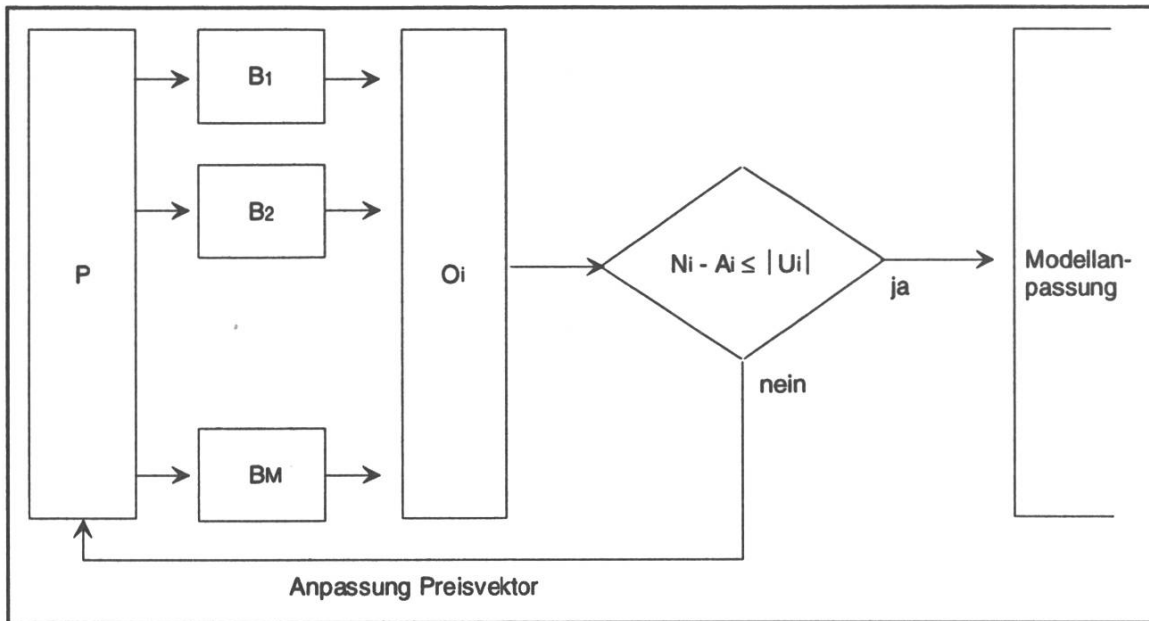 P
B1
B2
BM
Oi
Ni - Ai ≤ |Ui|
ja
nein
Modellan-
passung
Anpassung Preisvektor